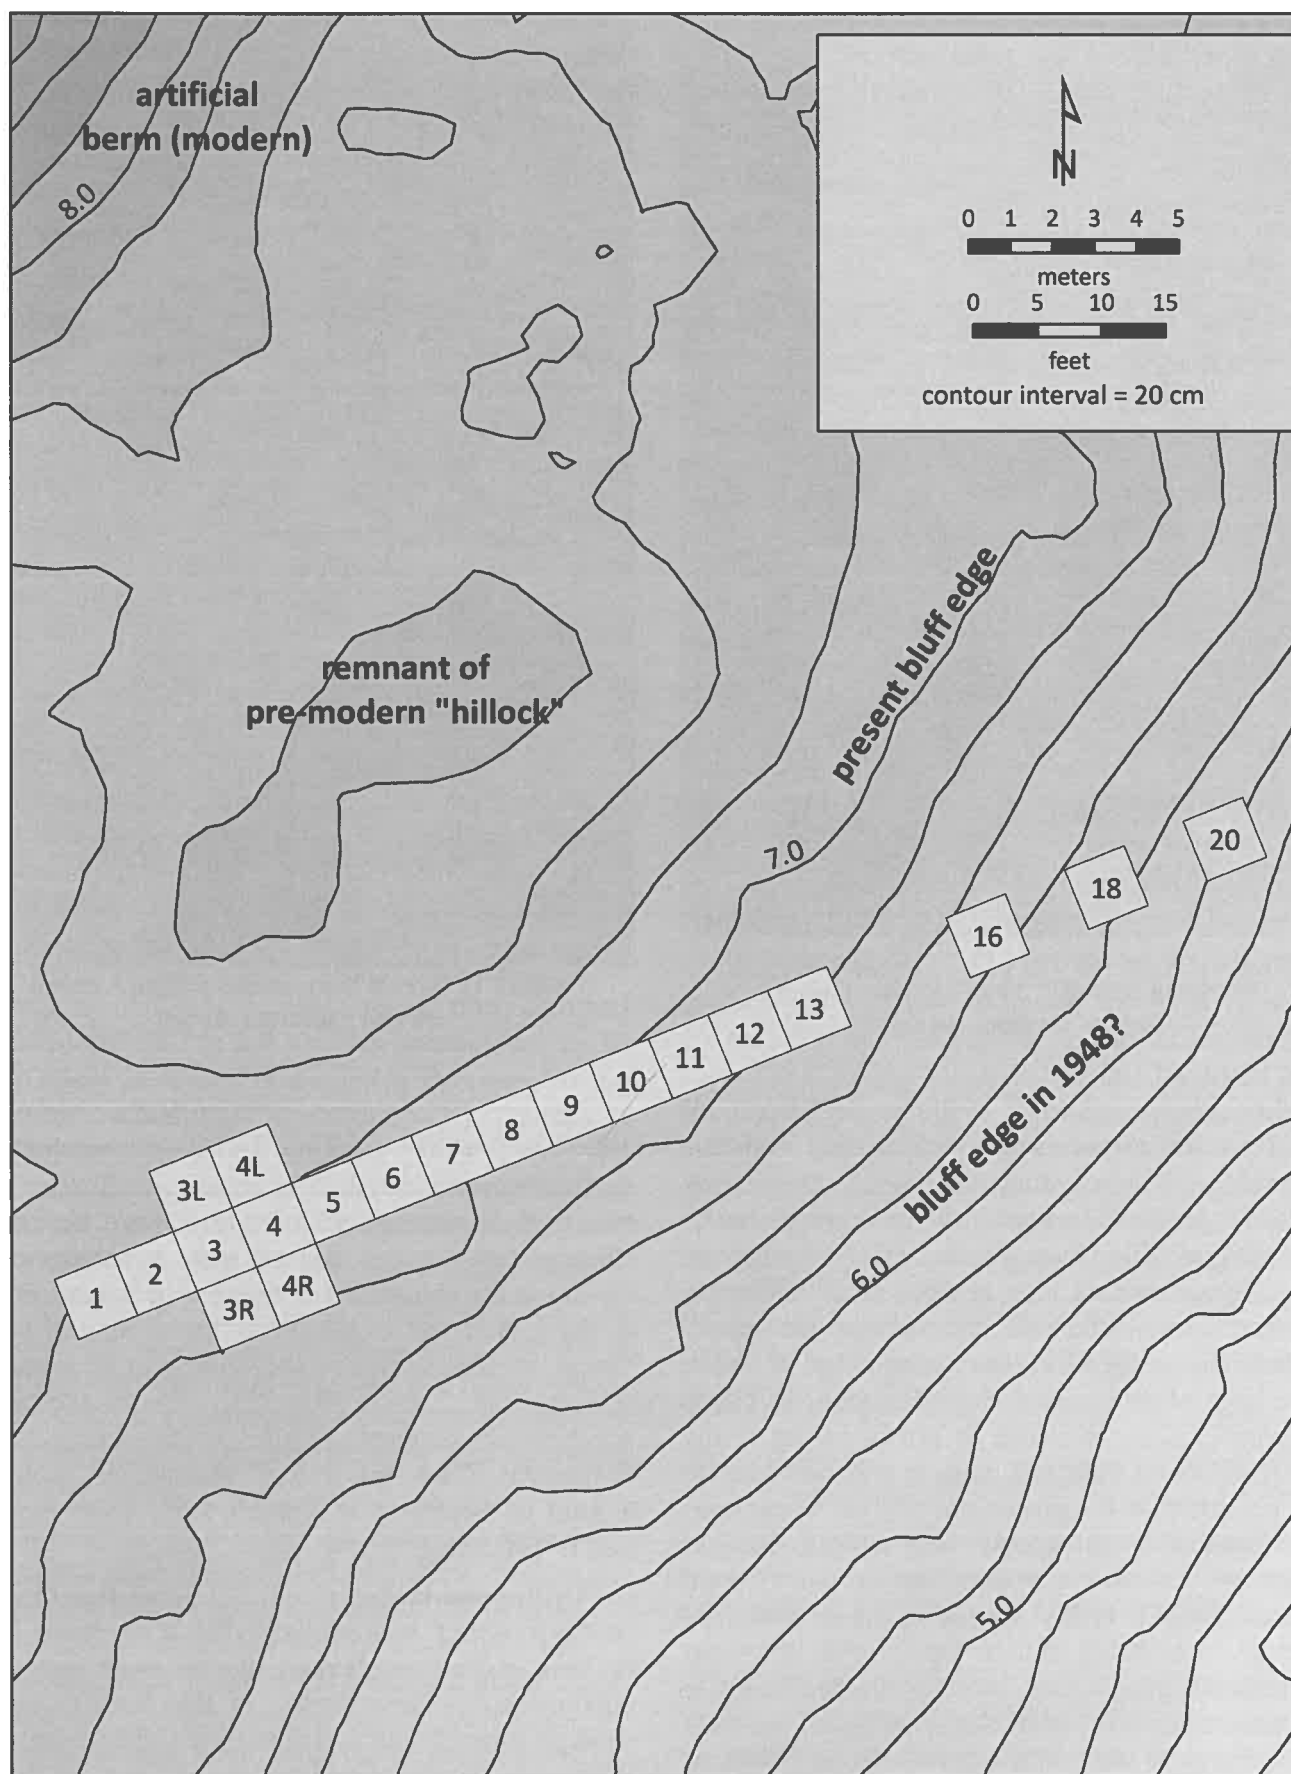 artificial
berm (modern)
8.0
N
0 1 2 3 4 5
meters
0 5 10 15
feet
contour interval = 20 cm
present bluff edge
remnant of
pre-modern "hillock"
7.0
20
18
16
13
12
11
10
9
8
7
6
5
4L
3L
4
3
2
1
4R
3R
bluff edge in 1948?
6.0
5.0